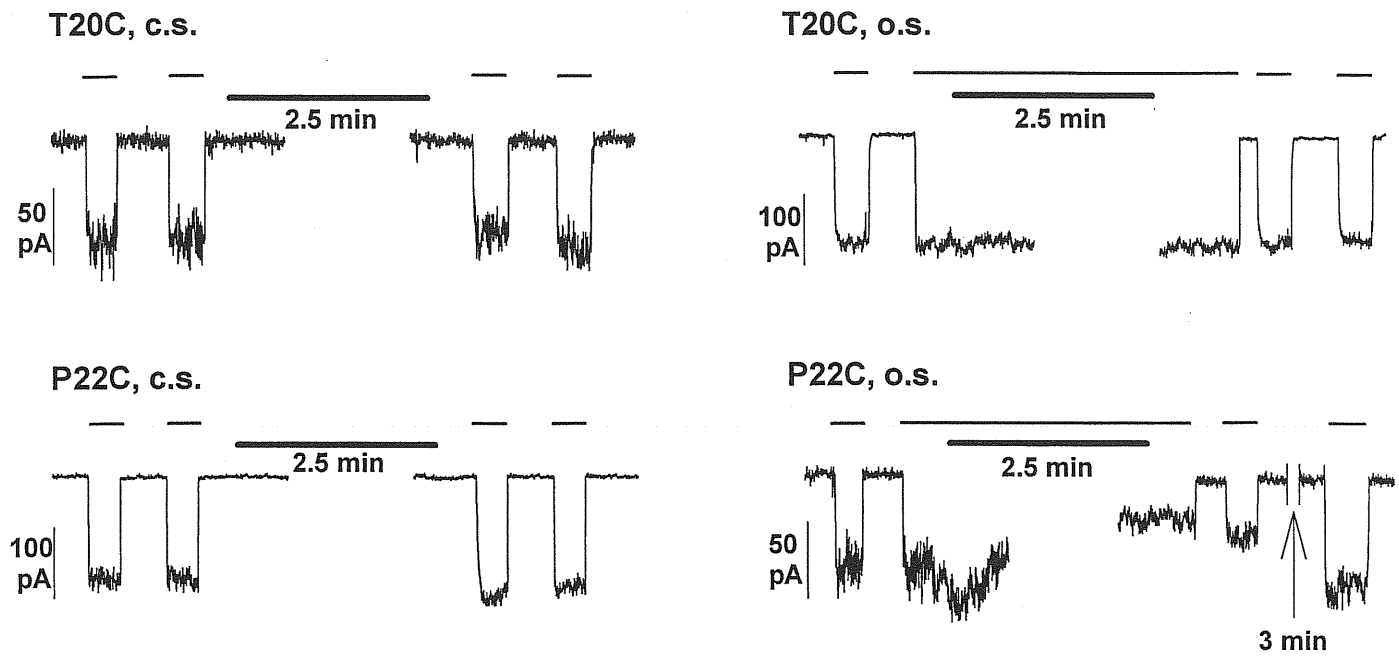 T20C, c.s.
2.5 min
50
pA
T20C, o.s.
2.5 min
100
pA
P22C, c.s.
2.5 min
100
pA
P22C, o.s.
2.5 min
50
pA
3 min